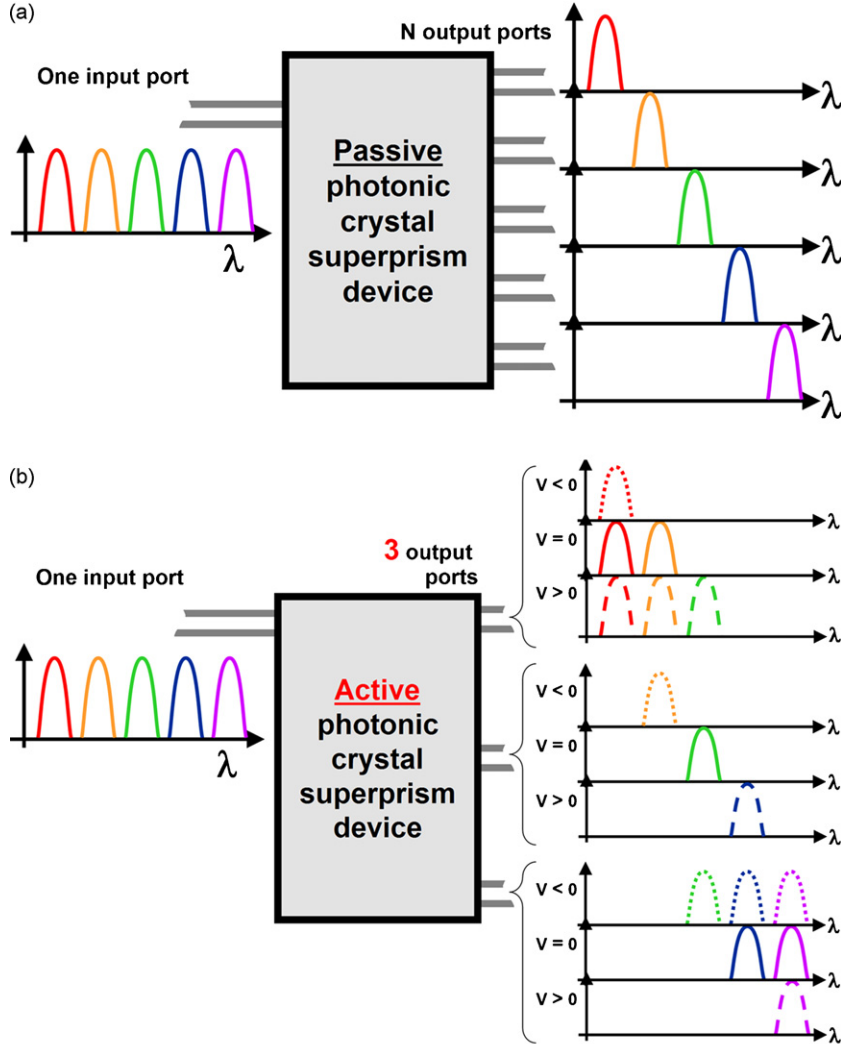 (a)
One input port
λ
Passive
photonic
crystal
superprism
device
N output ports
λ
λ
λ
λ
λ
(b)
One input port
λ
3 output
ports
Active
photonic
crystal
superprism
device
V < 0
λ
V = 0
λ
V > 0
λ
V < 0
λ
V = 0
λ
V > 0
λ
V < 0
λ
V = 0
λ
V > 0
λ